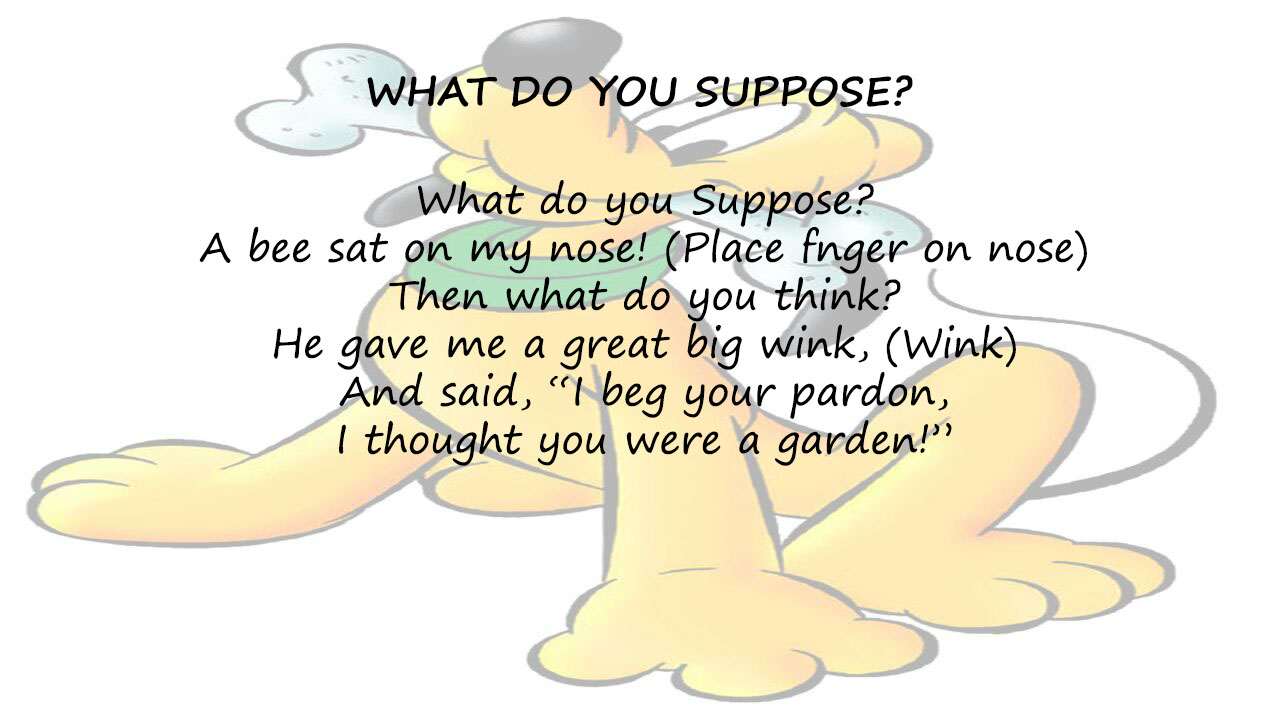 WHAT DO YOU SUPPOSE?
What do you Suppose?
A bee sat on my nose! (Place fnger on nose)
Then what do you think?
He gave me a great big wink, (Wink)
And said, “I beg your pardon,
I thought you were a garden!”